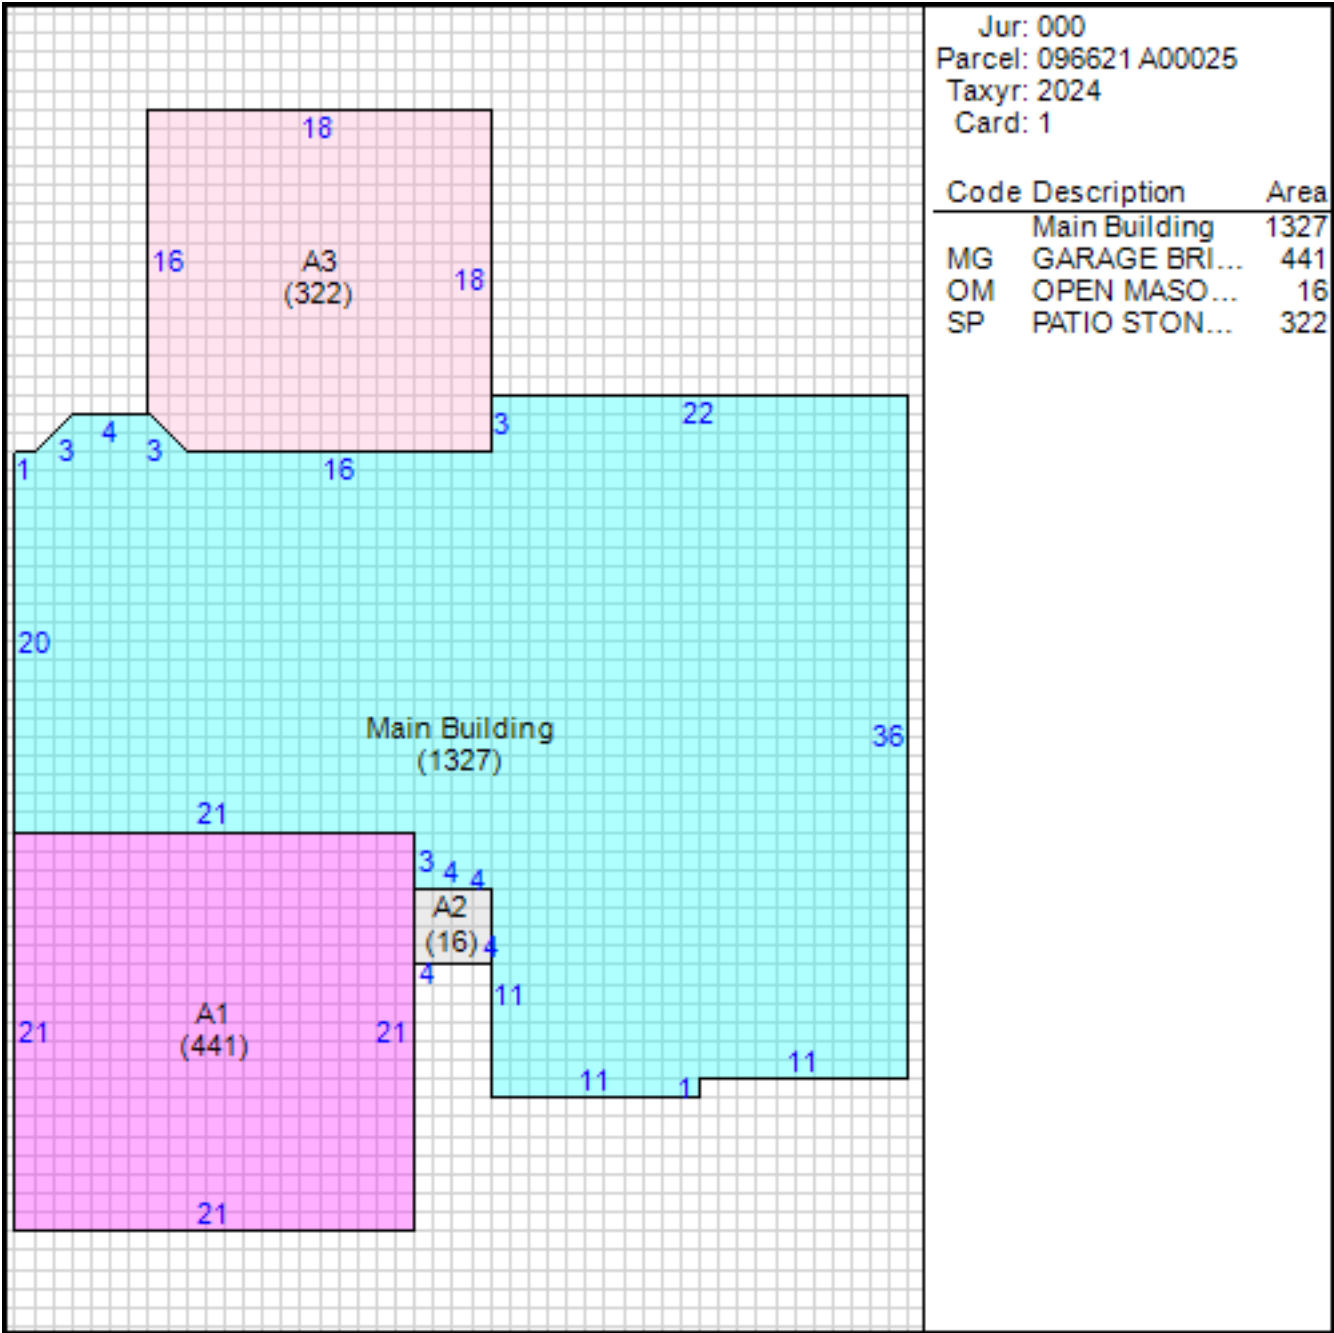 Jur: 000
Parcel: 096621 A00025
Taxyr: 2024
Card: 1
Code Description Area
Main Building 1327
MG GARAGE BRI... 441
OM OPEN MASO... 16
SP PATIO STON... 322
18
16
A3
(322)
18
3
22
1
3
4
3
16
20
Main Building
(1327)
36
21
3
4
4
A2
(16)
4
4
11
21
A1
(441)
21
11
1
11
21